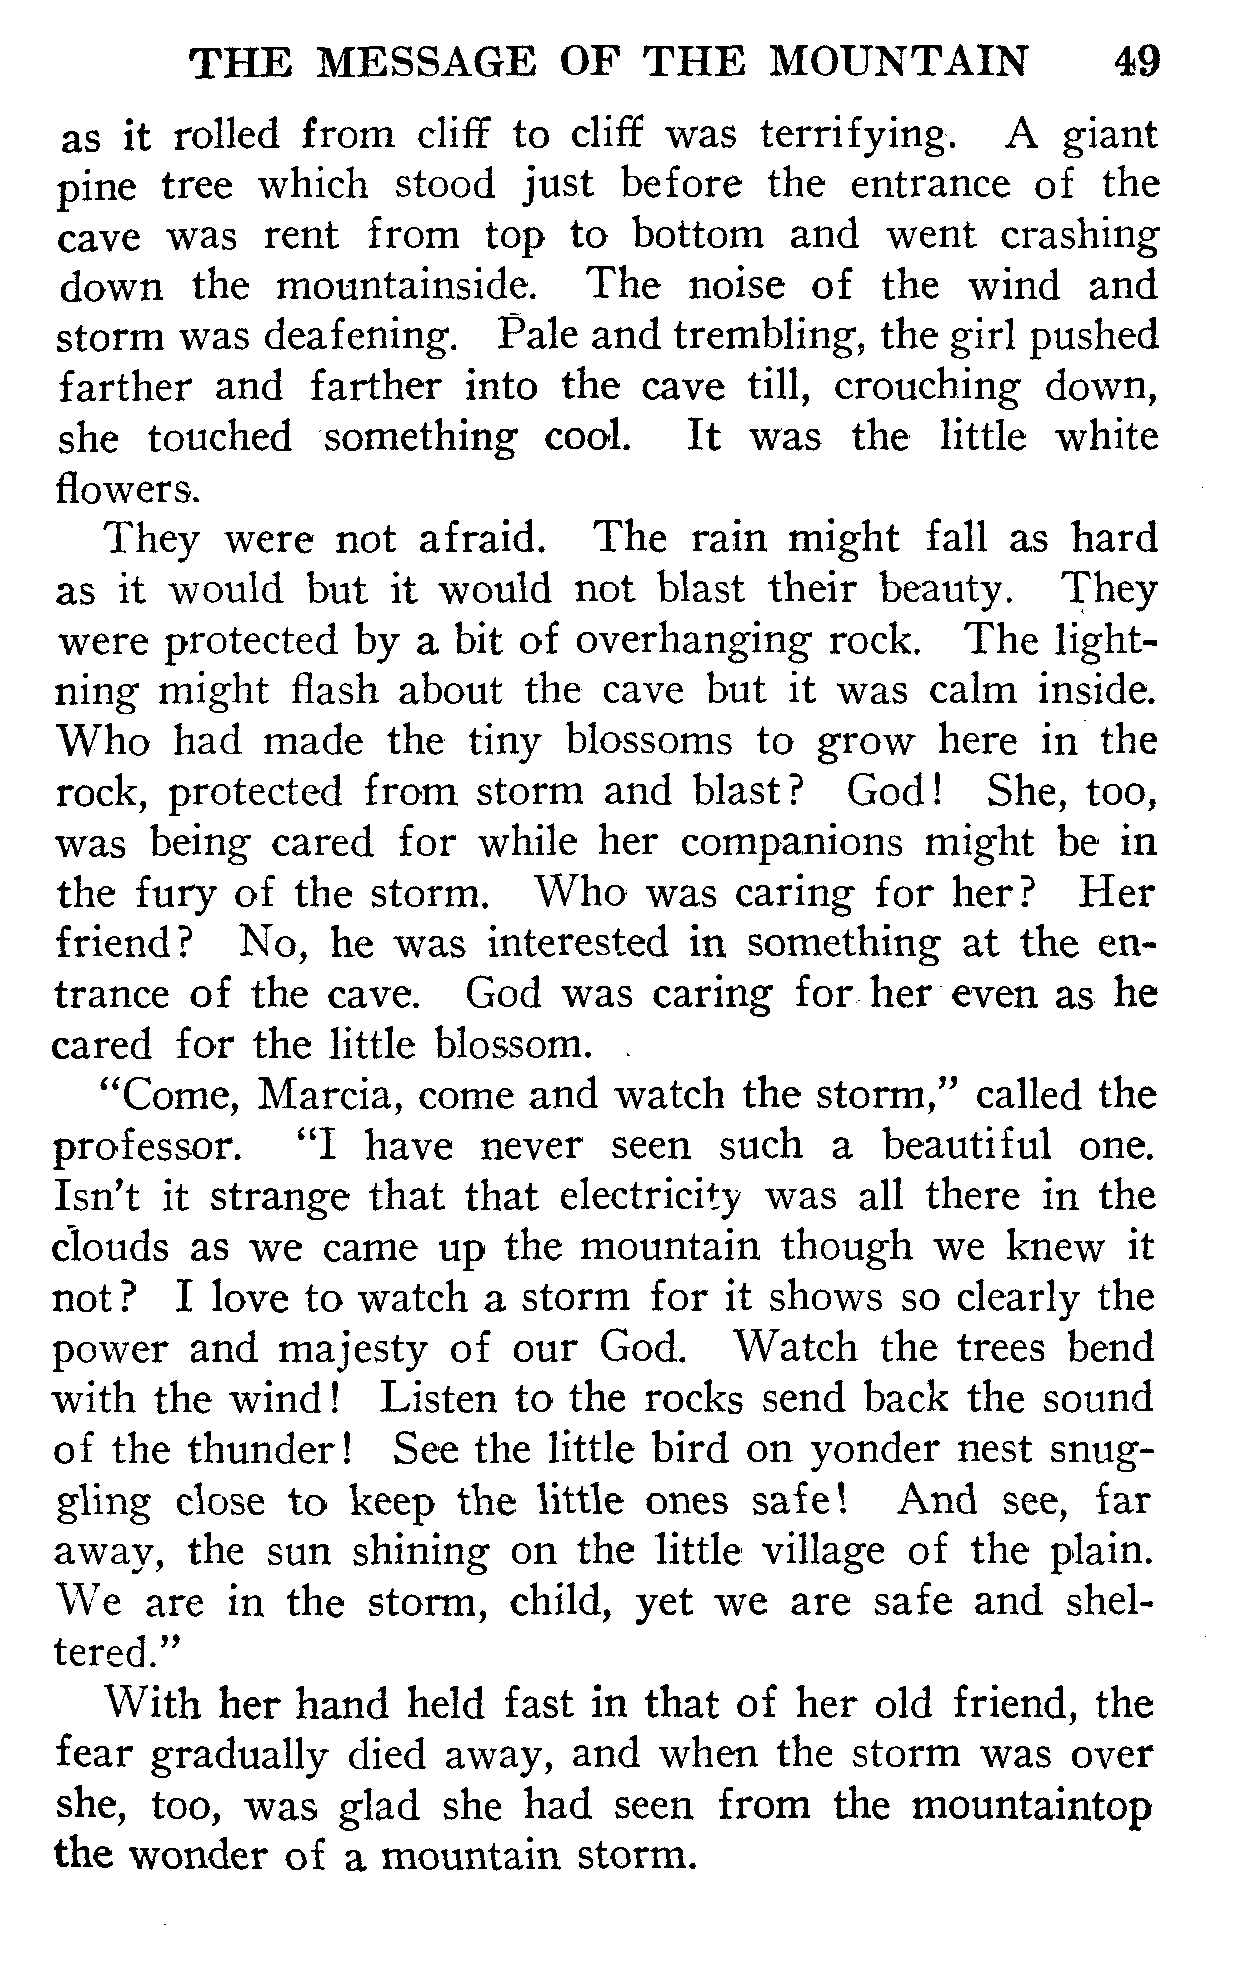 THE MESSAGE OF THE MOUNTAIN 49
as it rolled from cliff to cliff was terrifying. A giant
pine tree which stood just before the entrance of the
cave was rent from top to bottom and went crashing
down the mountainside. The noise of the wind and
storm was deafening. Pale and trembling, the girl pushed
farther and farther into the cave till, crouching down,
she touched something cool. It was the little white
flowers.
They were not afraid. The rain might fall as hard
as it would but it would not blast their beauty. They
were protected by a bit of overhanging rock. The light-
ning might flash about the cave but it was calm inside.
Who had made the tiny blossoms to grow here in the
rock, protected from storm and blast? God! She, too,
was being cared for while her companions might be in
the fury of the storm. Who was caring for her? Her
friend? No, he was interested in something at the en-
trance of the cave. God was caring for her even as he
cared for the little blossom.
“Come, Marcia, come and watch the storm,” called the
professor. “I have never seen such a beautiful one.
Isn’t it strange that that electricity was all there in the
clouds as we came up the mountain though we knew it
not? I love to watch a storm for it shows so clearly the
power and majesty of our God. Watch the trees bend
with the wind! Listen to the rocks send back the sound
of the thunder! See the little bird on yonder nest snug-
gling close to keep the little ones safe! And see, far
away, the sun shining on the little village of the plain.
We are in the storm, child, yet we are safe and shel-
tered.”
With her hand held fast in that of her old friend, the
fear gradually died away, and when the storm was over
she, too, was glad she had seen from the mountaintop
the wonder of a mountain storm.